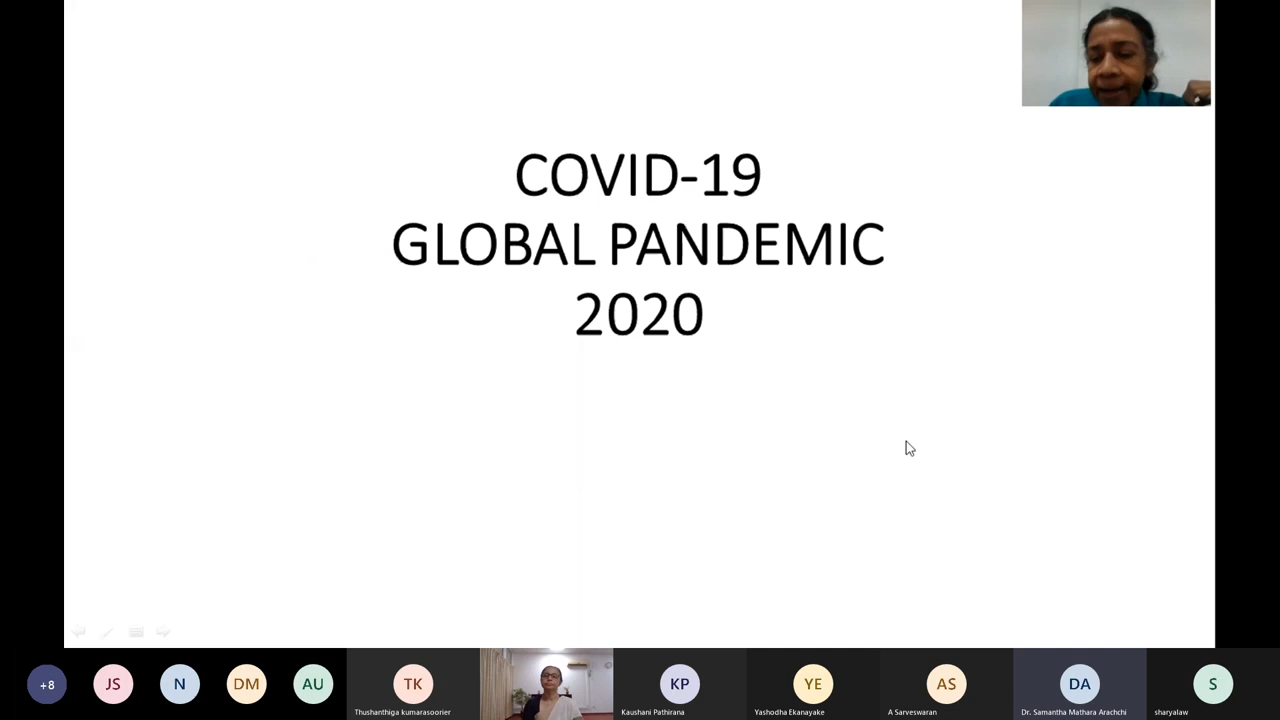 COVID-19
GLOBAL PANDEMIC
2020
+8
JS
N
DM
AU
TK
Thushanthiga kumarasoorier
KP
Kaushani Pathirana
YE
Yashodha Ekanayake
AS
A Sarveswaran
DA
Dr. Samantha Mathara Arachchi
S
sharyalaw